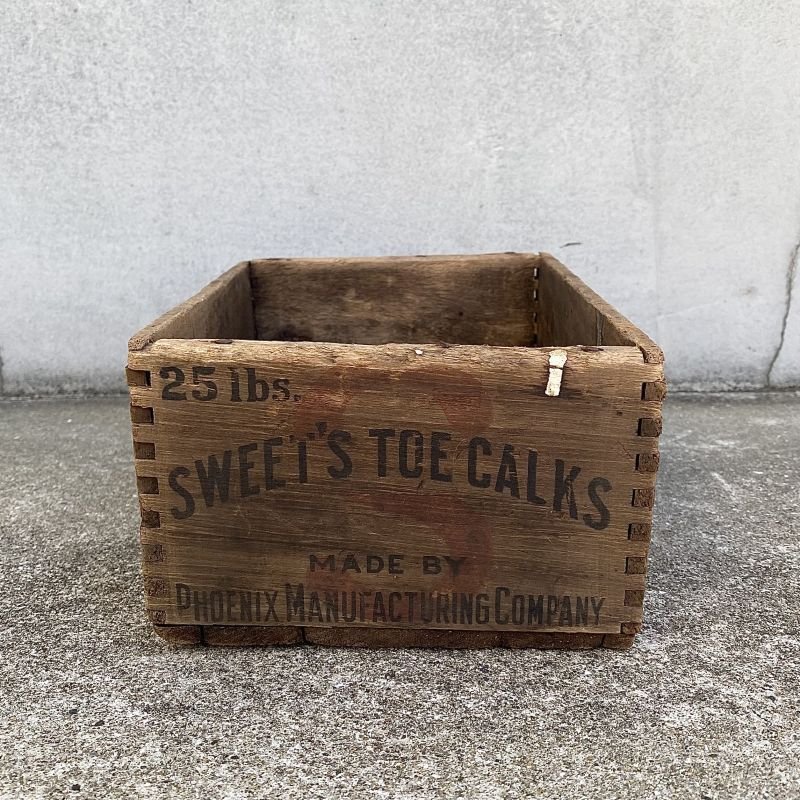 25 lbs.
SWEET'S TOE CALKS
MADE BY
PHOENIX MANUFACTURING COMPANY